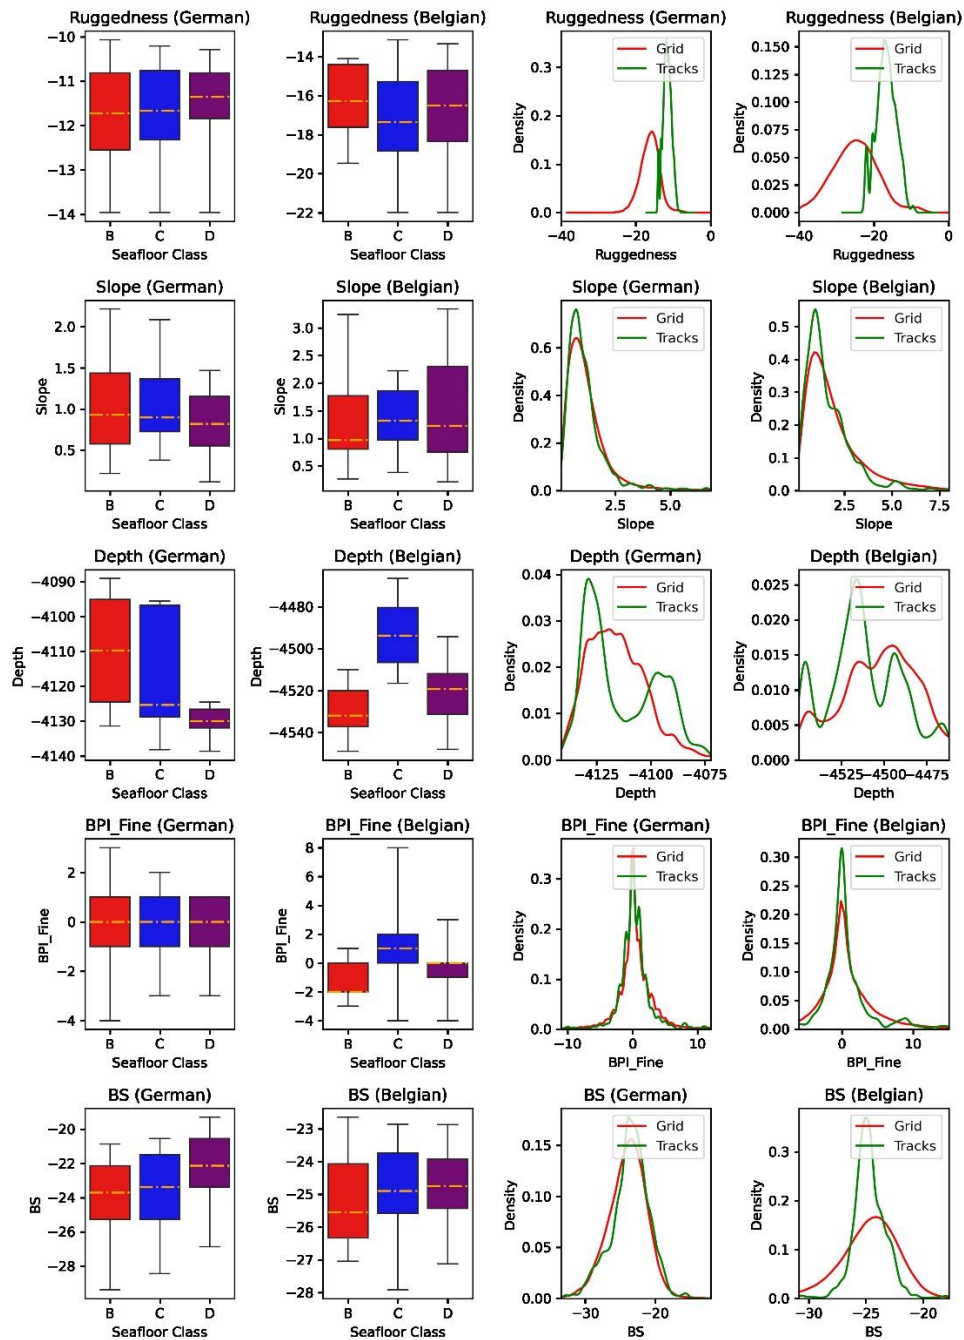 Ruggedness (German)
−10
−11
−12
−13
−14
B C D
Seafloor Class
Ruggedness (Belgian)
−14
−16
−18
−20
−22
B C D
Seafloor Class
Ruggedness (German)
Grid
Tracks
Density
0.3
0.2
0.1
0.0
−40 −20 0
Ruggedness
Ruggedness (Belgian)
Grid
Tracks
Density
0.150
0.125
0.100
0.075
0.050
0.025
0.000
−40 −20 0
Ruggedness
Slope (German)
Slope
2.0
1.5
1.0
0.5
B C D
Seafloor Class
Slope (Belgian)
Slope
3.0
2.5
2.0
1.5
1.0
0.5
B C D
Seafloor Class
Slope (German)
Grid
Tracks
Density
0.6
0.4
0.2
0.0
2.5 5.0
Slope
Slope (Belgian)
Grid
Tracks
Density
0.5
0.4
0.3
0.2
0.1
0.0
2.5 5.0 7.5
Slope
Depth (German)
Depth
−4090
−4100
−4110
−4120
−4130
−4140
B C D
Seafloor Class
Depth (Belgian)
Depth
−4480
−4500
−4520
−4540
B C D
Seafloor Class
Depth (German)
Grid
Tracks
Density
0.04
0.03
0.02
0.01
0.00
−4125 −4100 −4075
Depth
Depth (Belgian)
Grid
Tracks
Density
0.025
0.020
0.015
0.010
0.005
0.000
−4525 −4500 −4475
Depth
BPI_Fine (German)
BPI_Fine
2
0
−2
−4
B C D
Seafloor Class
BPI_Fine (Belgian)
BPI_Fine
8
6
4
2
0
−2
−4
B C D
Seafloor Class
BPI_Fine (German)
Grid
Tracks
Density
0.3
0.2
0.1
0.0
−10 0 10
BPI_Fine
BPI_Fine (Belgian)
Grid
Tracks
Density
0.30
0.25
0.20
0.15
0.10
0.05
0.00
0 10
BPI_Fine
BS (German)
BS
−20
−22
−24
−26
−28
B C D
Seafloor Class
BS (Belgian)
BS
−23
−24
−25
−26
−27
−28
B C D
Seafloor Class
BS (German)
Grid
Tracks
Density
0.15
0.10
0.05
0.00
−30 −20
BS
BS (Belgian)
Grid
Tracks
Density
0.3
0.2
0.1
0.0
−30 −25 −20
BS